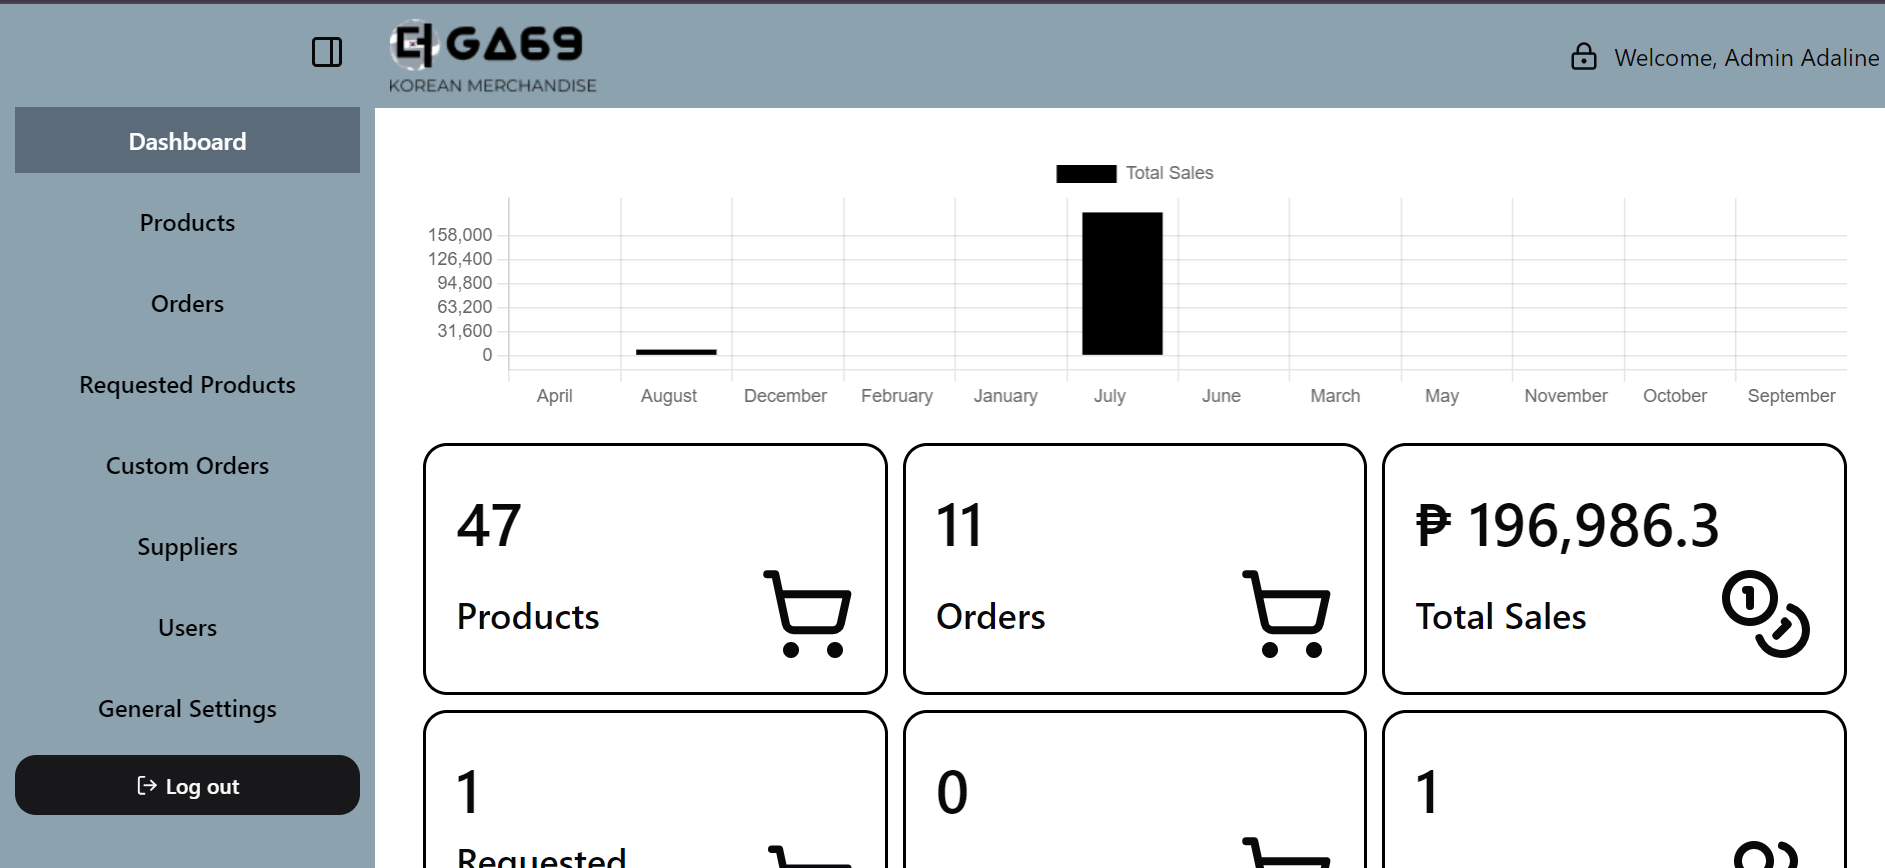 GA69
KOREAN MERCHANDISE
Welcome, Admin Adaline
Dashboard
Products
Orders
Requested Products
Custom Orders
Suppliers
Users
General Settings
Log out
Total Sales
158,000
126,400
94,800
63,200
31,600
0
April August December February January July June March May November October September
47
Products
11
Orders
₱ 196,986.3
Total Sales
1
Requested
0
1